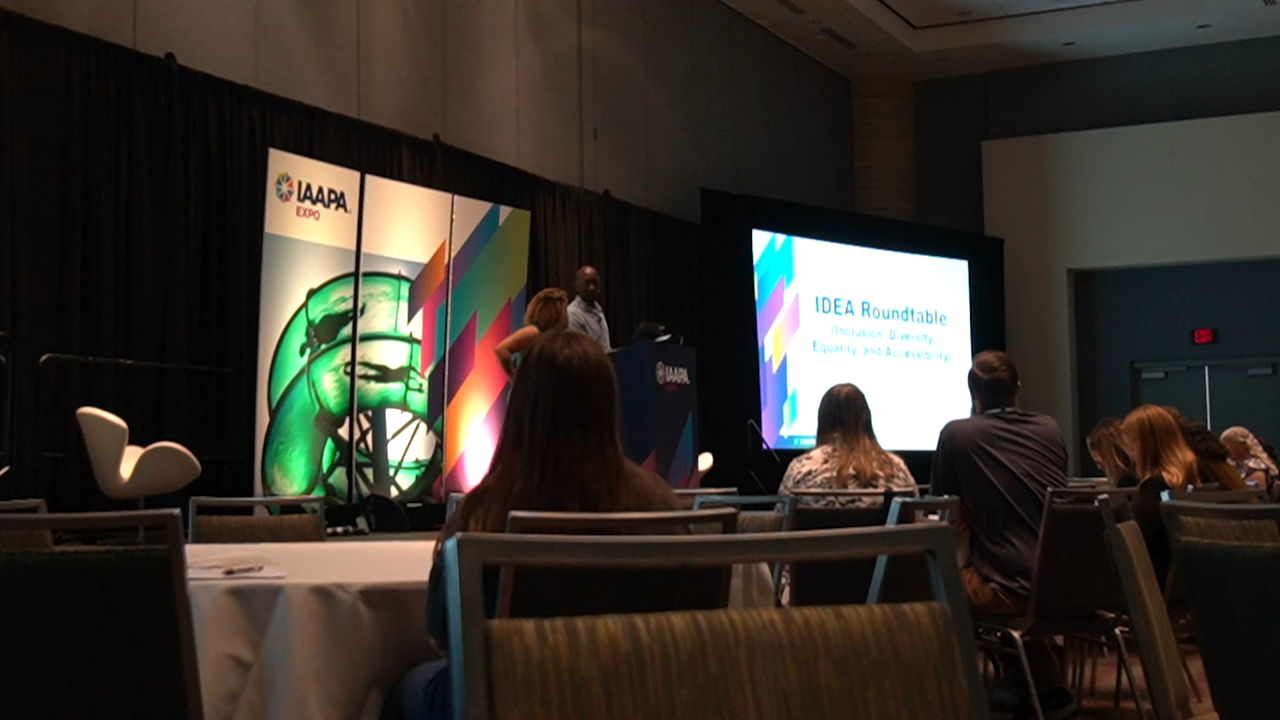 IAAPA
EXPO
IDEA Roundtable
(Inclusion, Diversity,
Equality, and Accessibility)
IAAPA
EXIT